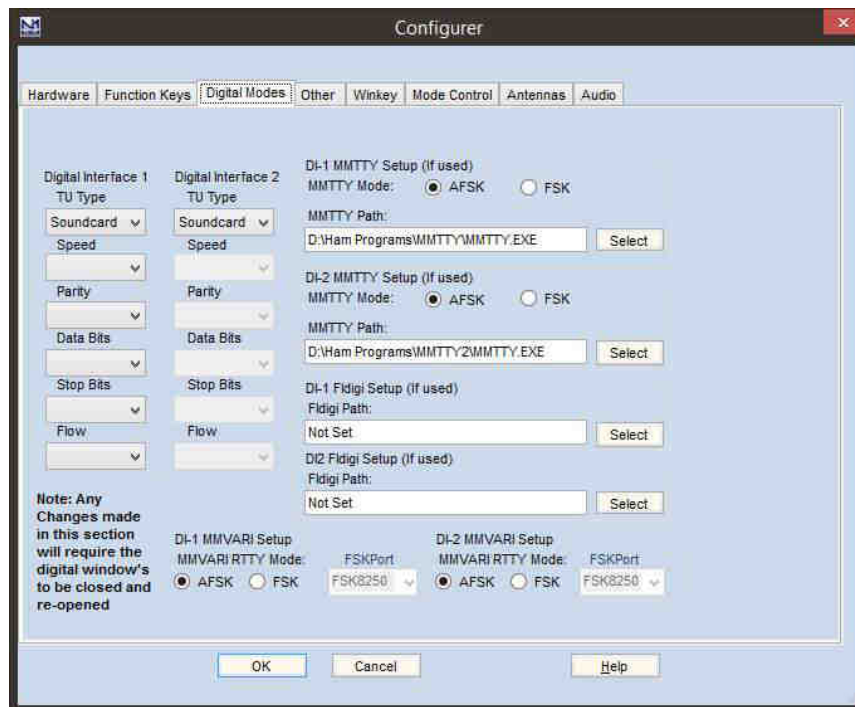 N1
Configurer
Hardware Function Keys Digital Modes Other Winkey Mode Control Antennas Audio
Digital Interface 1
TU Type
Soundcard
Speed
Parity
Data Bits
Stop Bits
Flow
Digital Interface 2
TU Type
Soundcard
Speed
Parity
Data Bits
Stop Bits
Flow
DI-1 MMTTY Setup (If used)
MMTTY Mode: AFSK FSK
MMTTY Path:
D:\Ham Programs\MMTTY\MMTTY.EXE Select
DI-2 MMTTY Setup (If used)
MMTTY Mode: AFSK FSK
MMTTY Path:
D:\Ham Programs\MMTTY2\MMTTY.EXE Select
DI-1 Fldigi Setup (If used)
Fldigi Path:
Not Set Select
DI2 Fldigi Setup (If used)
Fldigi Path:
Not Set Select
Note: Any
Changes made
in this section
will require the
digital window's
to be closed and
re-opened
DI-1 MMVARI Setup
MMVARI RTTY Mode: FSKPort
AFSK FSK FSK8250
DI-2 MMVARI Setup
MMVARI RTTY Mode: FSKPort
AFSK FSK FSK8250
OK Cancel Help